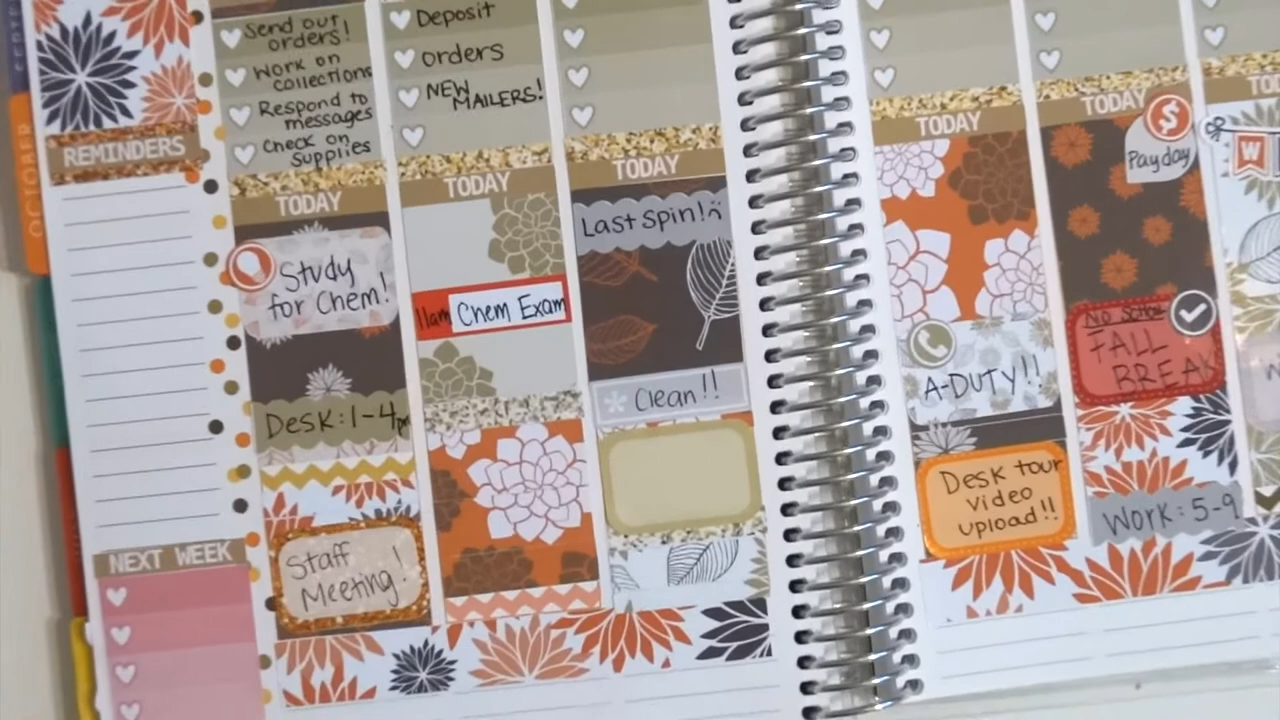 OCTOBER
REMINDERS
NEXT WEEK
Send out
orders!
Work on
collections
Respond to
messages
Check on
supplies
TODAY
Study
for Chem!
Desk: 1-4pm
Staff
Meeting!
Deposit
orders
NEW
MAILERS!
TODAY
11am Chem Exam
TODAY
Last spin!
Clean!!
TODAY
A-DUTY!!
Desk tour
video
upload!!
TODAY
$
Payday
No School
FALL
BREAK
Work: 5-9
W